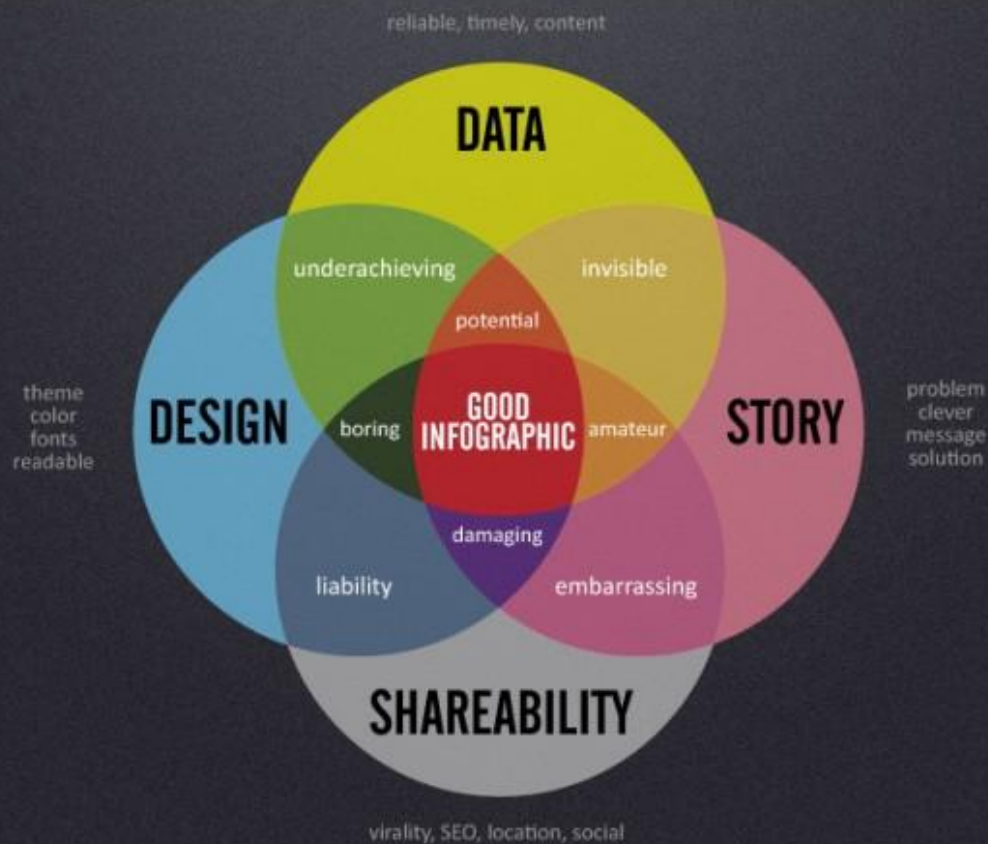 reliable, timely, content
DATA
underachieving
invisible
potential
theme
color
fonts
readable
DESIGN
boring
GOOD
INFOGRAPHIC
amateur
STORY
problem
clever
message
solution
damaging
liability
embarrassing
SHAREABILITY
virality, SEO, location, social